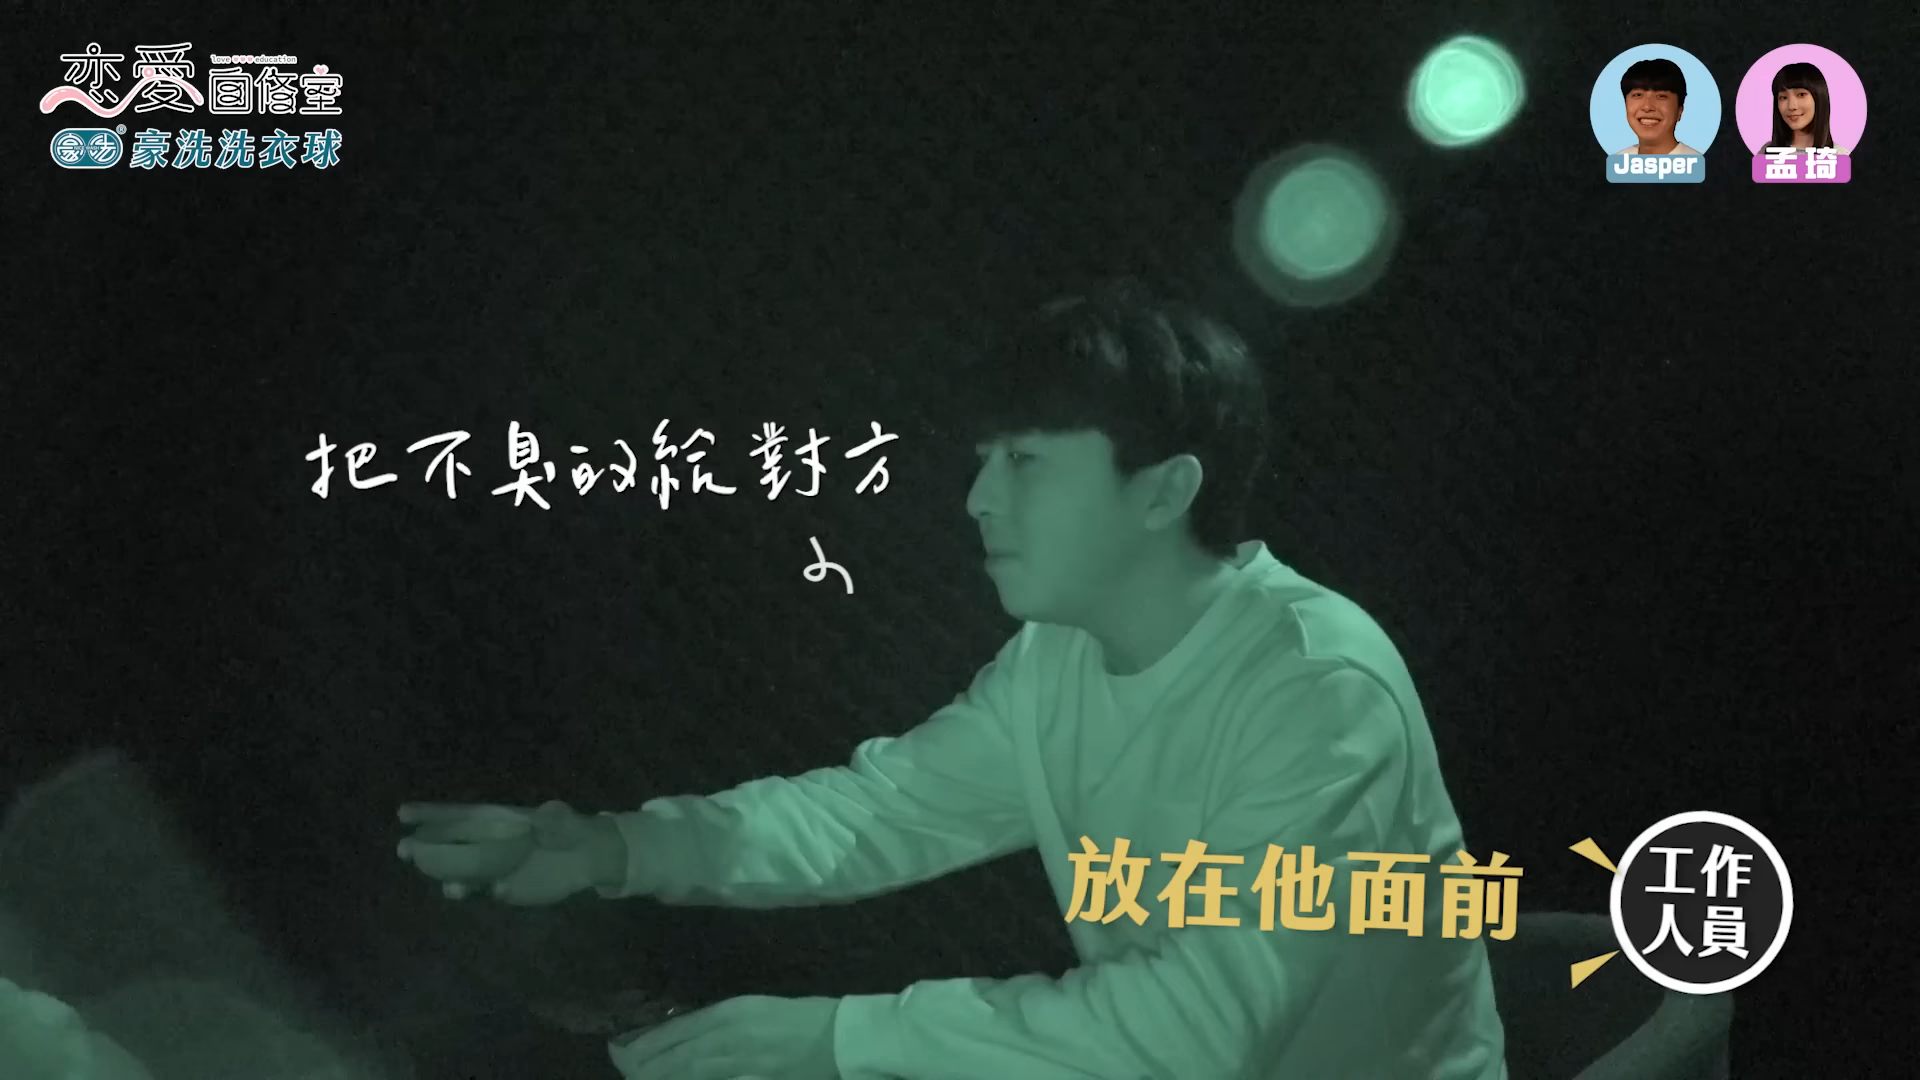 恋愛自修室
love education
豪洗洗衣球
Jasper
孟琦
把不臭的給對方
放在他面前
工作
人員